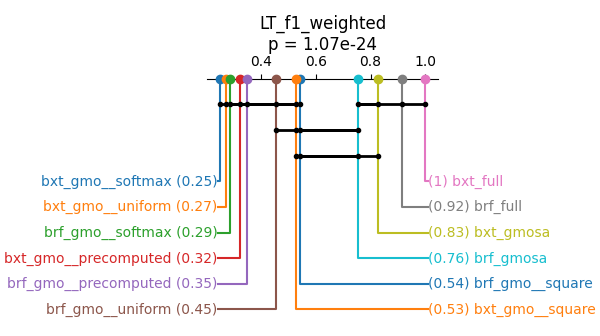 LT_f1_weighted
p = 1.07e-24
0.4 0.6 0.8 1.0
bxt_gmo__softmax (0.25)
(1) bxt_full
bxt_gmo__uniform (0.27)
(0.92) brf_full
brf_gmo__softmax (0.29)
(0.83) bxt_gmosa
bxt_gmo__precomputed (0.32)
(0.76) brf_gmosa
brf_gmo__precomputed (0.35)
(0.54) brf_gmo__square
brf_gmo__uniform (0.45)
(0.53) bxt_gmo__square